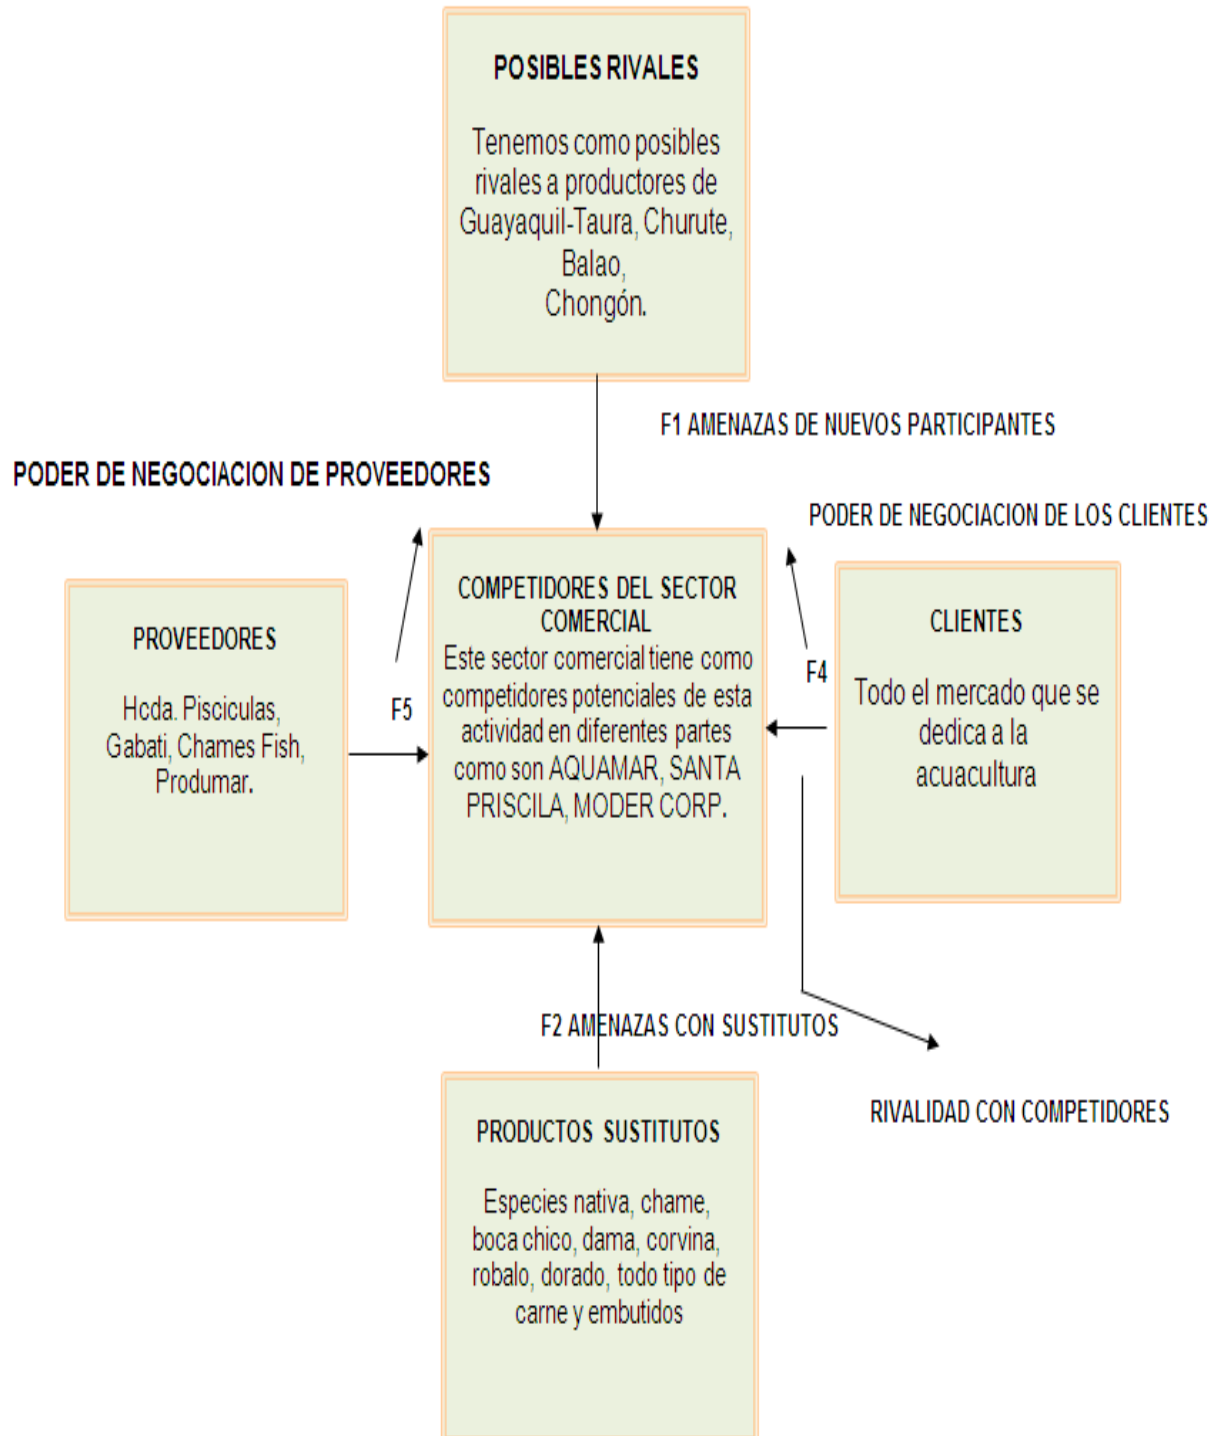 POSIBLES RIVALES
Tenemos como posibles
rivales a productores de
Guayaquil-Taura, Churute,
Balao,
Chongón.
F1 AMENAZAS DE NUEVOS PARTICIPANTES
PODER DE NEGOCIACION DE PROVEEDORES
PODER DE NEGOCIACION DE LOS CLIENTES
PROVEEDORES
Hcda. Pisciculas,
Gabati, Chames Fish,
Produmar.
F5
COMPETIDORES DEL SECTOR
COMERCIAL
Este sector comercial tiene como
competidores potenciales de esta
actividad en diferentes partes
como son AQUAMAR, SANTA
PRISCILA, MODER CORP.
F4
CLIENTES
Todo el mercado que se
dedica a la
acuacultura
F2 AMENAZAS CON SUSTITUTOS
RIVALIDAD CON COMPETIDORES
PRODUCTOS SUSTITUTOS
Especies nativa, chame,
boca chico, dama, corvina,
robalo, dorado, todo tipo de
carne y embutidos